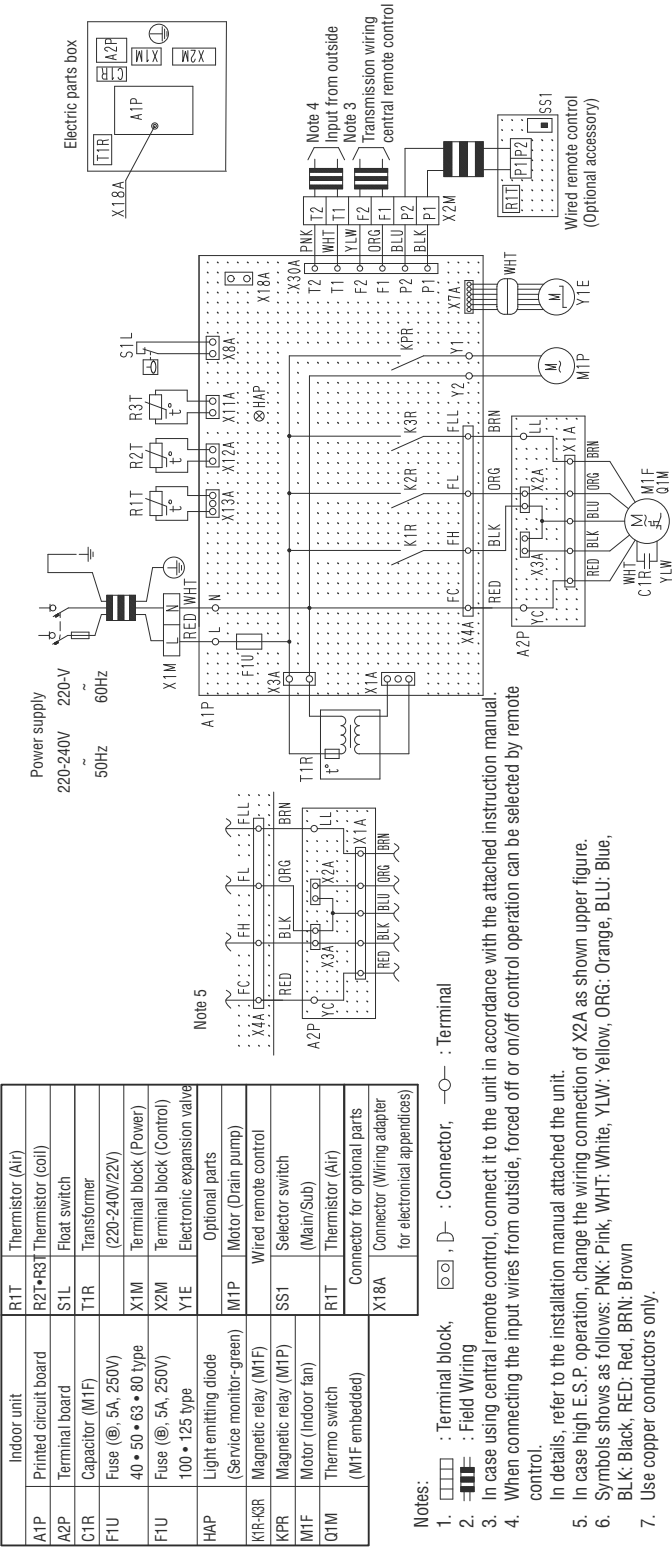 Indoor unit
A1P Printed circuit board
A2P Terminal board
C1R Capacitor (M1F)
F1U Fuse (Ⓑ, 5A, 250V)
40 • 50 • 63 • 80 type
F1U Fuse (Ⓑ, 5A, 250V)
100 • 125 type
HAP Light emitting diode
(Service monitor-green)
K1R-K3R Magnetic relay (M1F)
KPR Magnetic relay (M1P)
M1F Motor (Indoor fan)
Q1M Thermo switch
(M1F embedded)
R1T Thermistor (Air)
R2T•R3T Thermistor (coil)
S1L Float switch
T1R Transformer
(220-240V/22V)
X1M Terminal block (Power)
X2M Terminal block (Control)
Y1E Electronic expansion valve
Optional parts
M1P Motor (Drain pump)
Wired remote control
SS1 Selector switch
(Main/Sub)
R1T Thermistor (Air)
Connector for optional parts
X18A Connector (Wiring adapter
for electronical appendices)
Notes:
1. : Terminal block, , : Connector, : Terminal
2. : Field Wiring
3. In case using central remote control, connect it to the unit in accordance with the attached instruction manual.
4. When connecting the input wires from outside, forced off or on/off control operation can be selected by remote
control.
In details, refer to the installation manual attached the unit.
5. In case high E.S.P. operation, change the wiring connection of X2A as shown upper figure.
6. Symbols shows as follows: PNK: Pink, WHT: White, YLW: Yellow, ORG: Orange, BLU: Blue,
BLK: Black, RED: Red, BRN: Brown
7. Use copper conductors only.
Note 5
FC FH FL FLL
X4A
RED BLK ORG BRN
A2P
YC X3A X2A LL
X1A
RED BLK BLU ORG BRN
Power supply
220-240V 220-V
~ ~
50Hz 60Hz
X1M
L N
RED WHT
L N
A1P
F1U
X3A
X1A
T1R
t°
R1T R2T R3T S1L
t° t° t°
X13A X12A X11A X8A
HAP
X18A
K1R K2R K3R KPR
FC FH FL FLL Y2 Y1
X4A
RED BLK ORG BRN
A2P
YC X3A X2A LL
X1A
RED BLK BLU ORG BRN
WHT
C1R
YLW
M~
M1F
Q1M
M~
M1P
X7A
WHT
M
Y1E
X30A
T2 PNK T2
T1 WHT T1
F2 YLW F2
F1 ORG F1
P2 BLU P2
P1 BLK P1
X2M
Note 4
Input from outside
Note 3
Transmission wiring
central remote control
R1T
P1 P2
SS1
Wired remote control
(Optional accessory)
Electric parts box
X18A
T1R
A1P
C1R
A2P
X1M
X2M